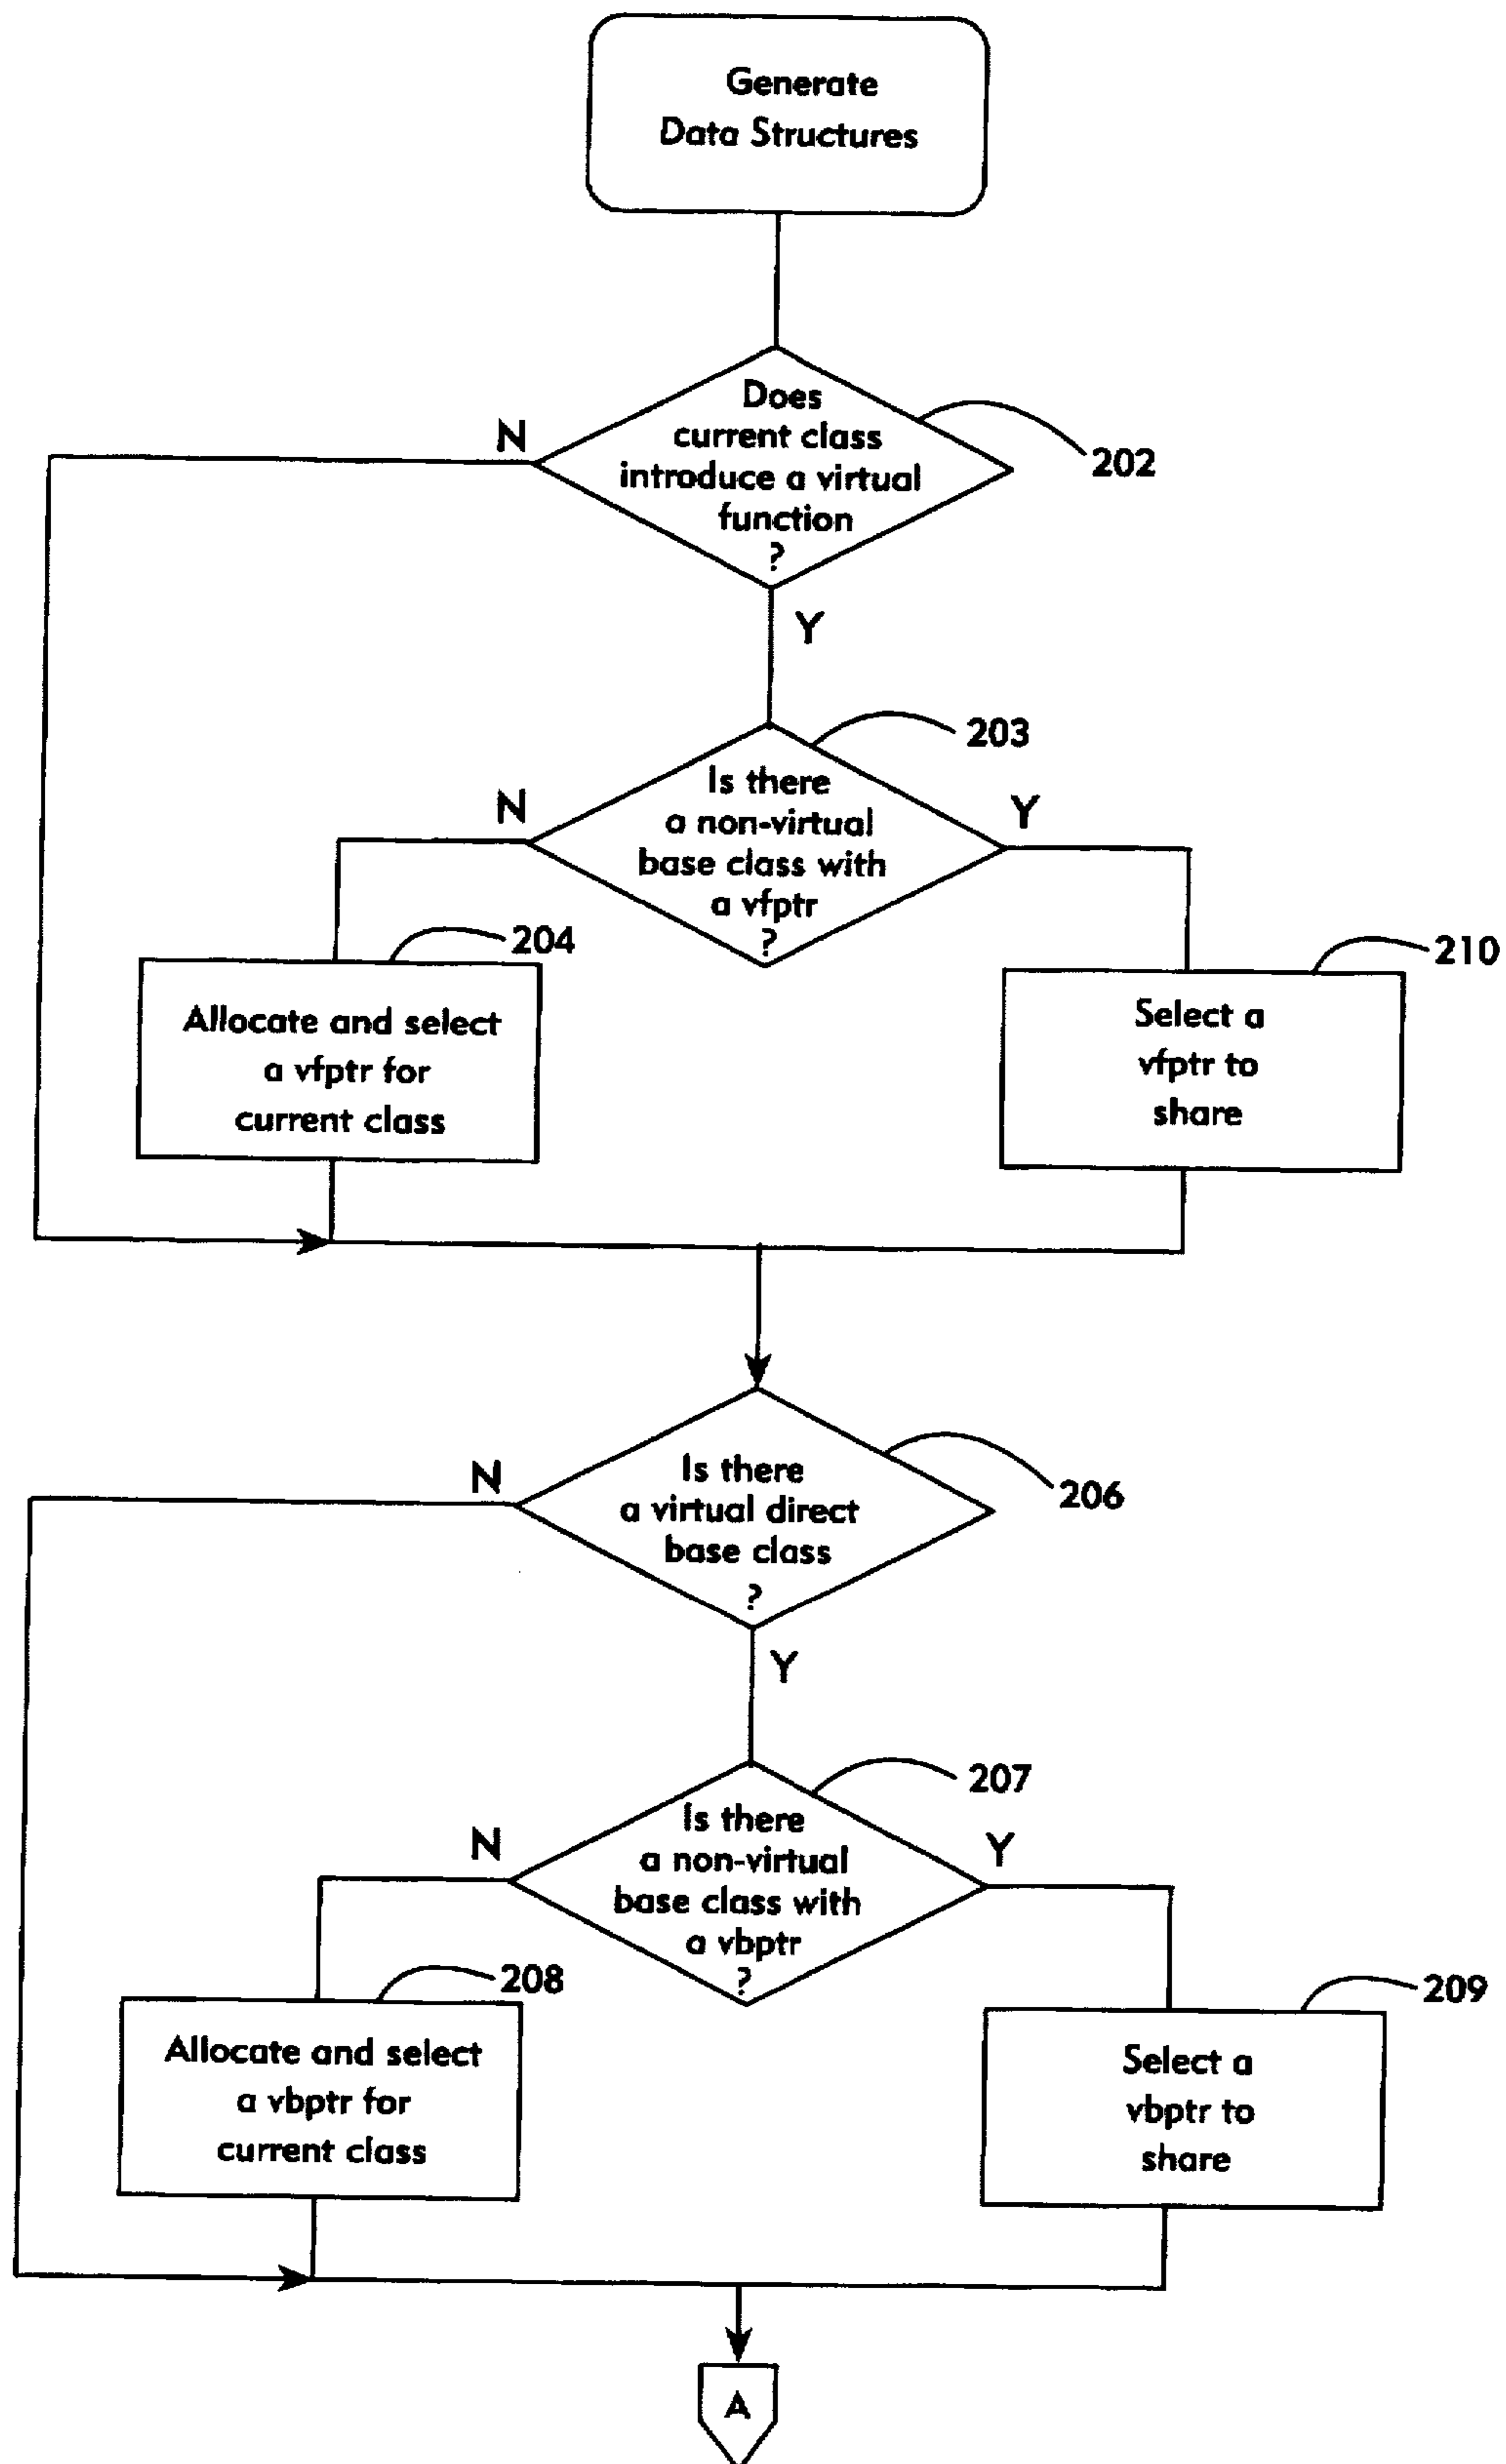 Generate
Data Structures
Does
current class
introduce a virtual
function
?
N
202
Y
203
Is there
a non-virtual
base class with
a vfptr
?
N
Y
204
Allocate and select
a vfptr for
current class
210
Select a
vfptr to
share
206
Is there
a virtual direct
base class
?
N
Y
207
Is there
a non-virtual
base class with
a vbptr
?
N
Y
208
Allocate and select
a vbptr for
current class
209
Select a
vbptr to
share
A